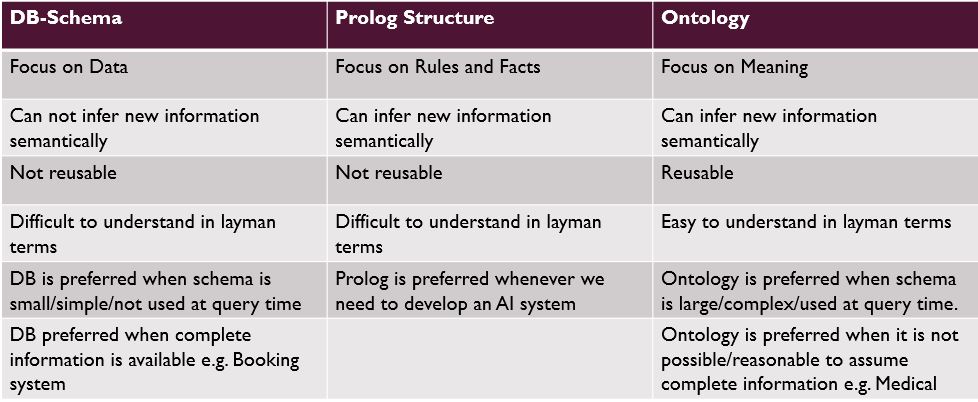 DB-Schema
Prolog Structure
Ontology
Focus on Data
Focus on Rules and Facts
Focus on Meaning
Can not infer new information
semantically
Can infer new information
semantically
Can infer new information
semantically
Not reusable
Not reusable
Reusable
Difficult to understand in layman
terms
Difficult to understand in layman
terms
Easy to understand in layman terms
DB is preferred when schema is
small/simple/not used at query time
Prolog is preferred whenever we
need to develop an AI system
Ontology is preferred when schema
is large/complex/used at query time.
DB preferred when complete
information is available e.g. Booking
system
Ontology is preferred when it is not
possible/reasonable to assume
complete information e.g. Medical